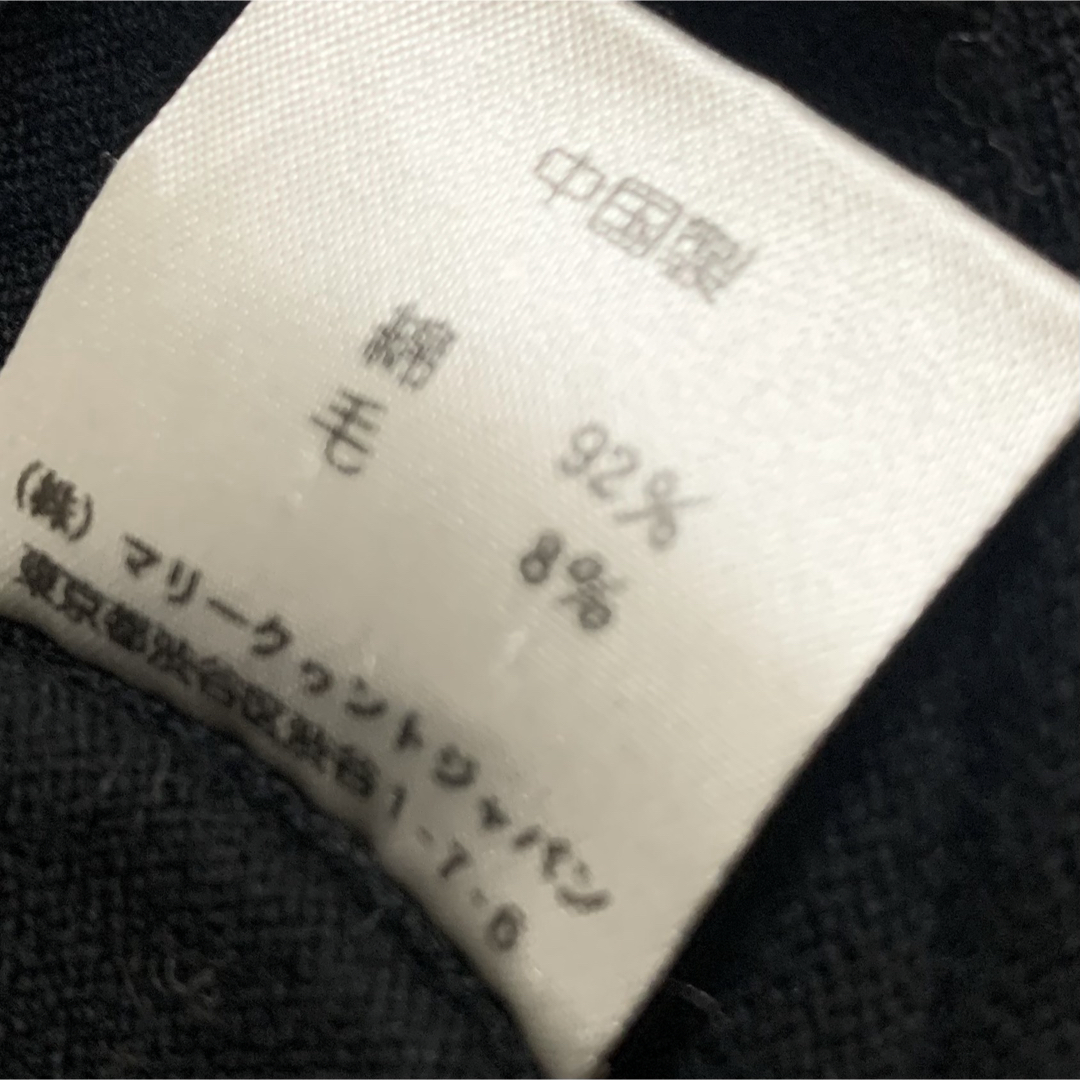 中国製
綿 92%
毛 8%
(株) マリークヮントジャパン
東京都渋谷区渋谷1-7-6